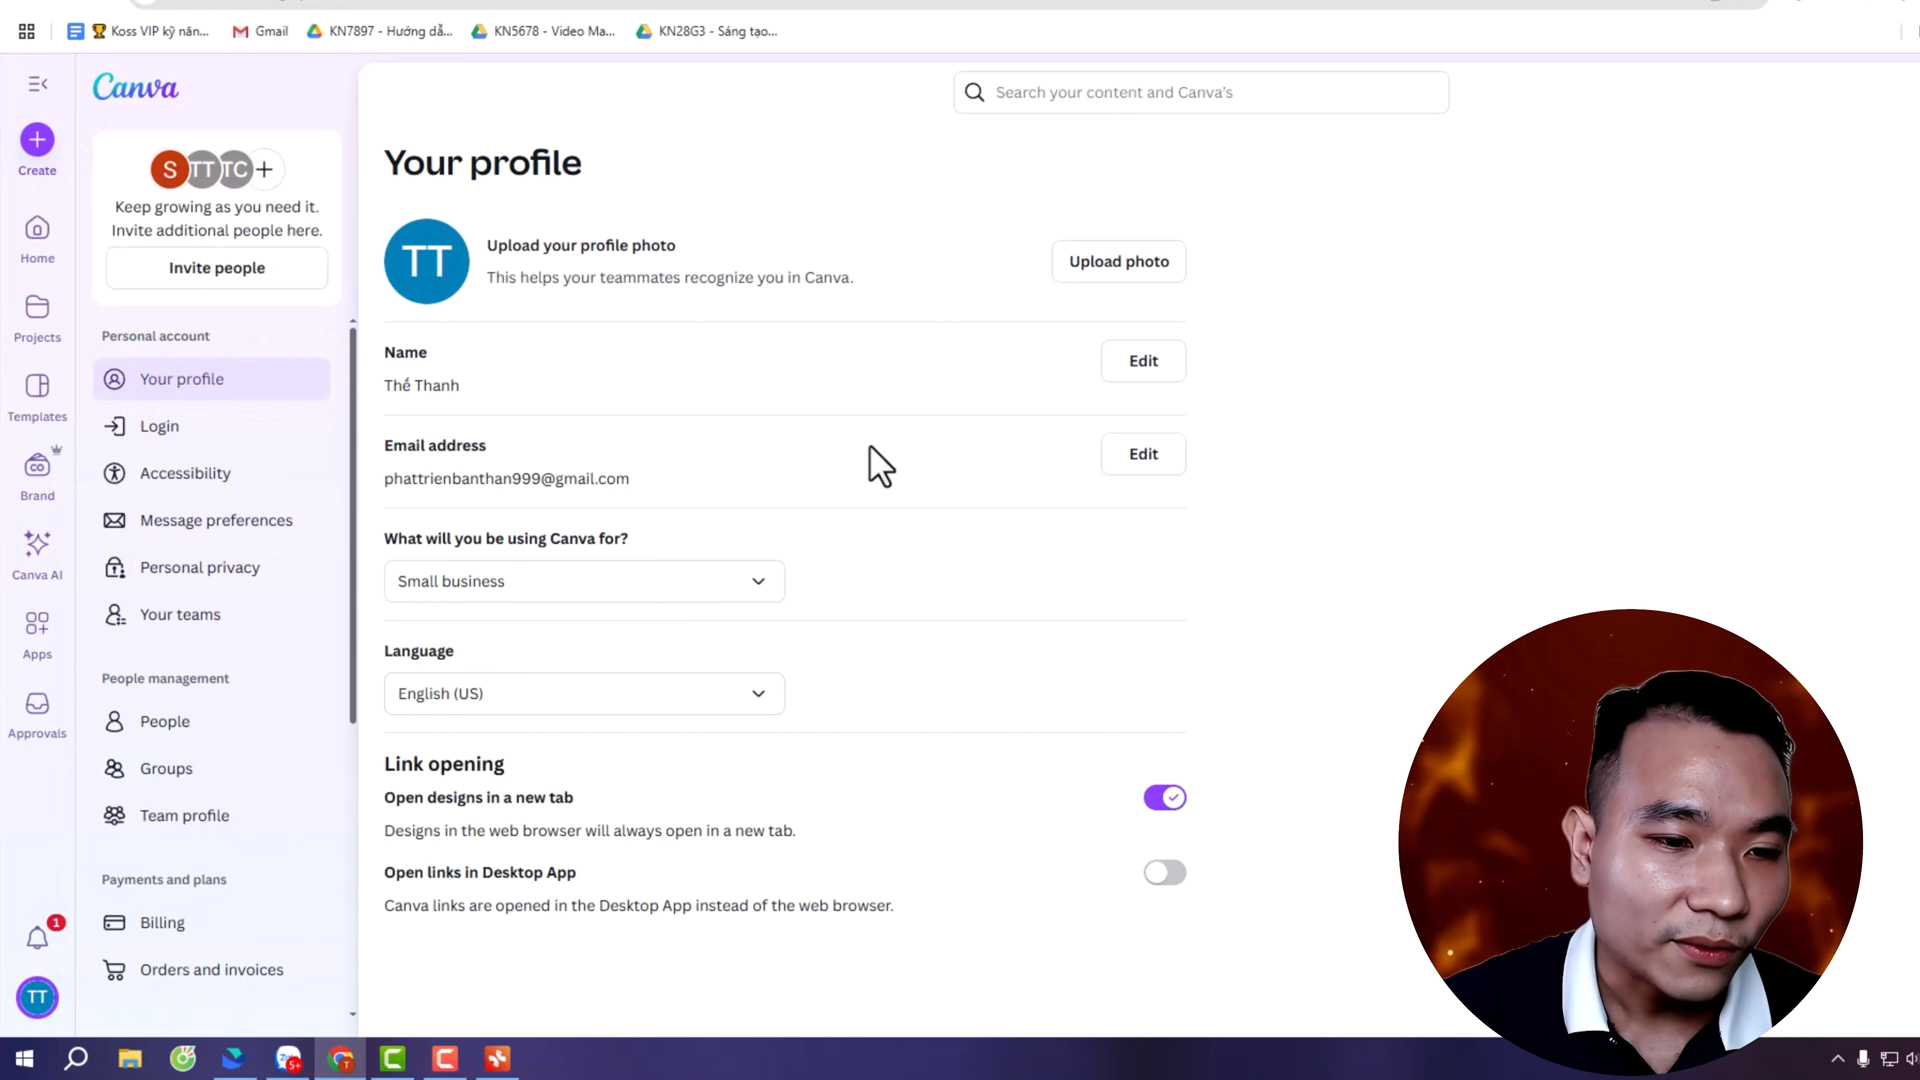 Koss VIP kỹ năn...
Gmail
KN7897 - Hướng dẫ...
KN5678 - Video Ma...
KN28G3 - Sáng tạo...
Canva
Search your content and Canva's
Create
Home
Projects
Templates
Brand
Canva AI
Apps
Approvals
1
TT
S TT TC
Keep growing as you need it.
Invite additional people here.
Invite people
Personal account
Your profile
Login
Accessibility
Message preferences
Personal privacy
Your teams
People management
People
Groups
Team profile
Payments and plans
Billing
Orders and invoices
Your profile
TT
Upload your profile photo
This helps your teammates recognize you in Canva.
Upload photo
Name
Thế Thanh
Edit
Email address
phattrienbanthan999@gmail.com
Edit
What will you be using Canva for?
Small business
Language
English (US)
Link opening
Open designs in a new tab
Designs in the web browser will always open in a new tab.
Open links in Desktop App
Canva links are opened in the Desktop App instead of the web browser.
5+
T